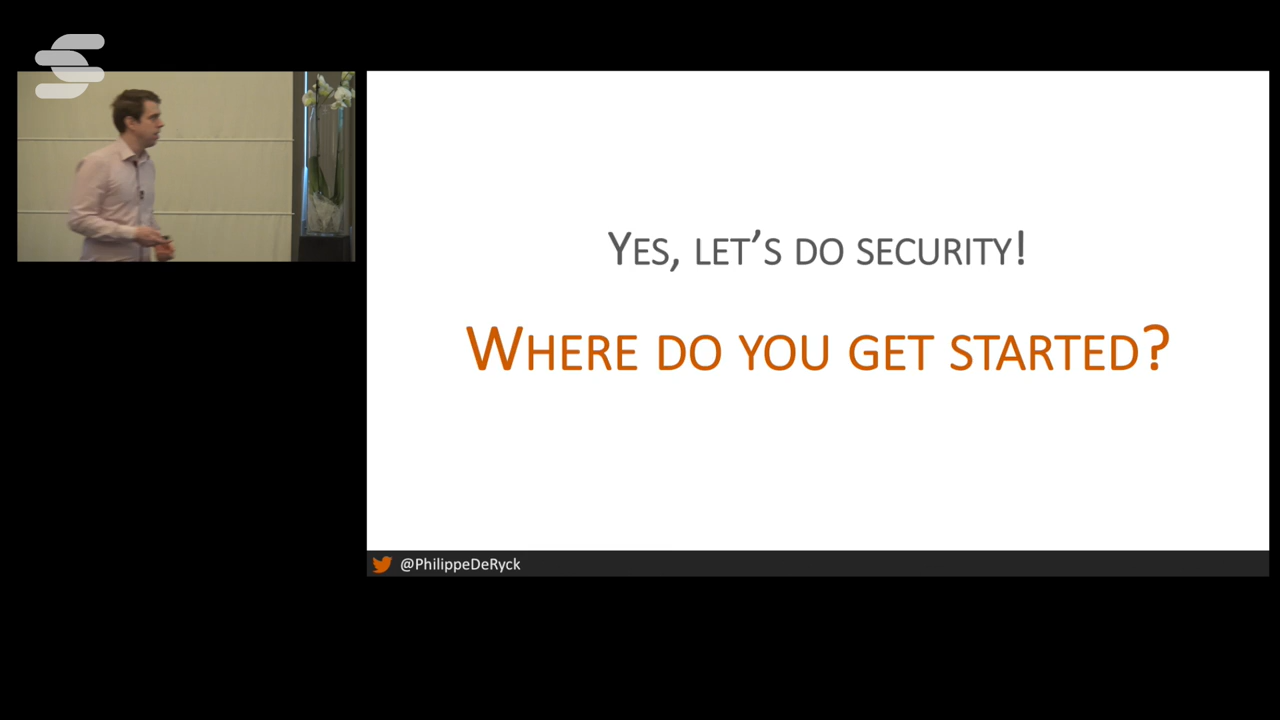 Yes, let's do security!
Where do you get started?
@PhilippeDeRyck